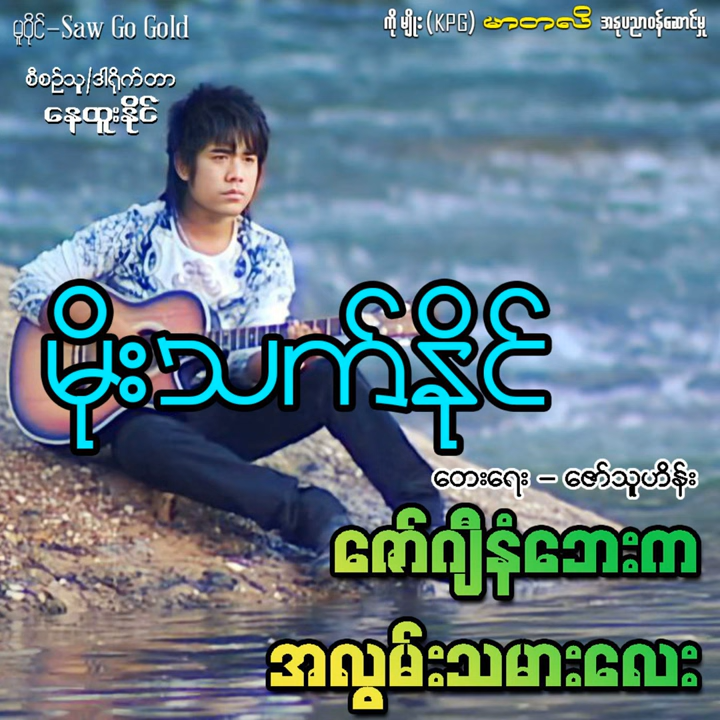 မူပိုင်-Saw Go Gold
ကို မျိုး(KPG) မာတလိ အနုပညာဝန်ဆောင်မှု
စီစဉ်သူ/ဒါရိုက်တာ
နေထူးနိုင်
မိုးသက်နိုင်
တေးရေး - ဇော်သူဟိန်း
ဇော်ဂျီနံဘေးက
အလွမ်းသမားလေး